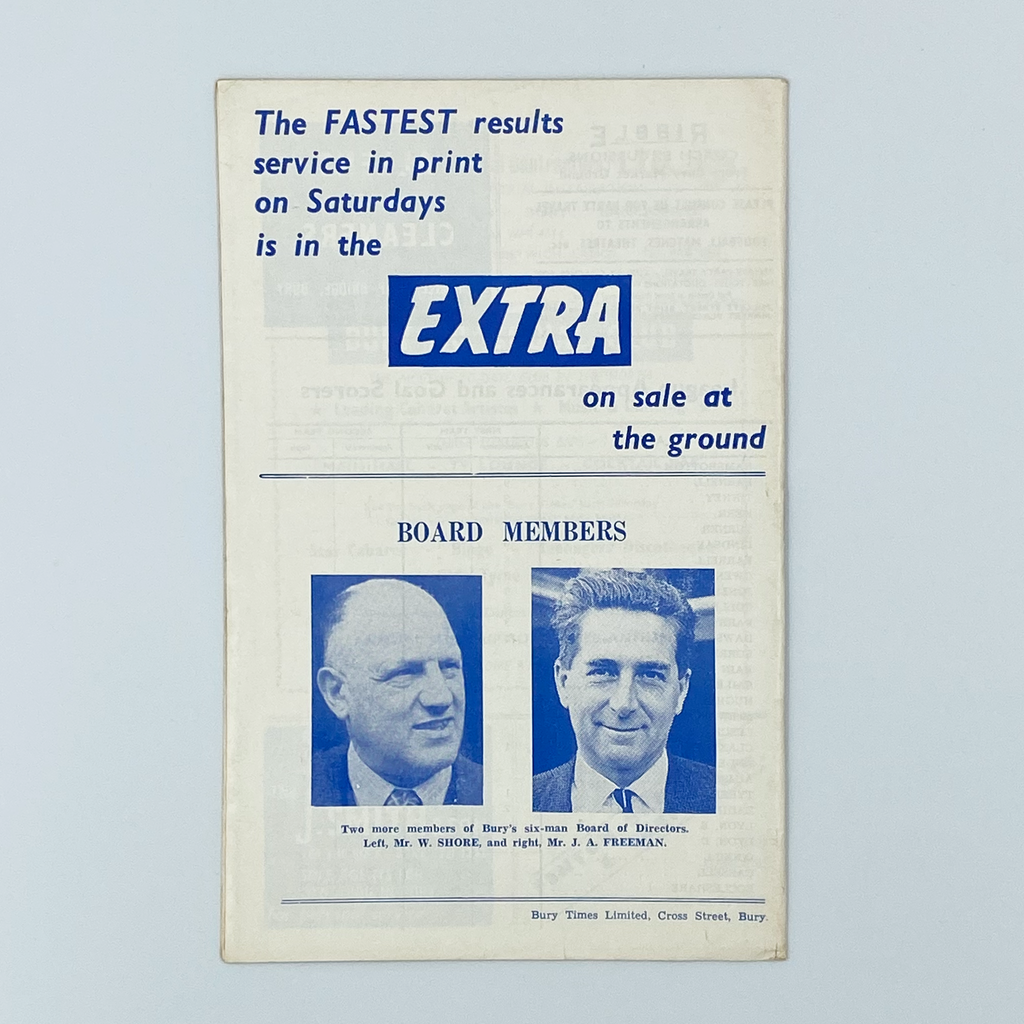 The FASTEST results
service in print
on Saturdays
is in the
EXTRA
on sale at
the ground
BOARD MEMBERS
Two more members of Bury's six-man Board of Directors.
Left, Mr. W. SHORE, and right, Mr. J. A. FREEMAN.
Bury Times Limited, Cross Street, Bury.